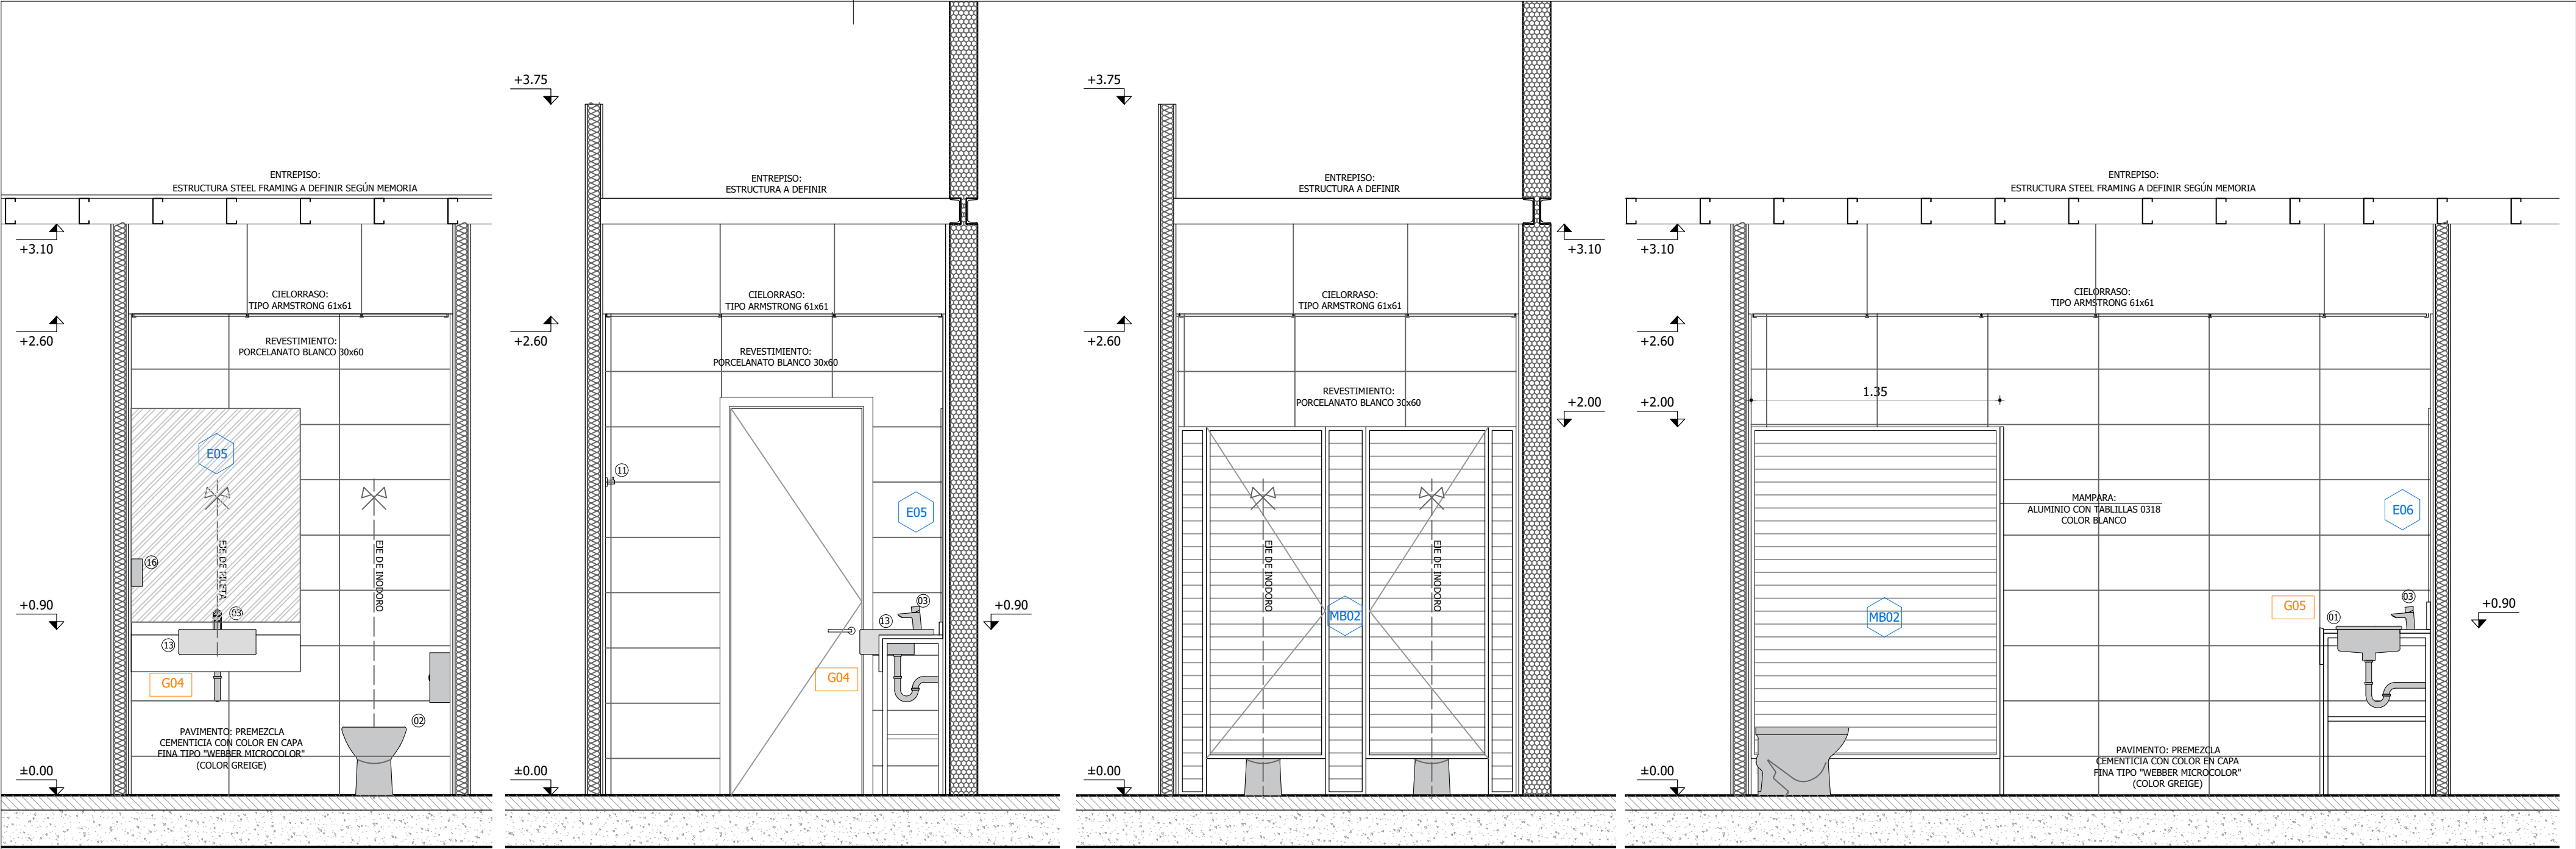 ENTREPISO:
ESTRUCTURA STEEL FRAMING A DEFINIR SEGÚN MEMORIA
+3.10
CIELORRASO:
TIPO ARMSTRONG 61x61
+2.60
REVESTIMIENTO:
PORCELANATO BLANCO 30x60
E05
EJE DE PILETA
EJE DE INODORO
16
+0.90
03
13
G04
02
PAVIMENTO: PREMEZCLA
CEMENTICIA CON COLOR EN CAPA
FINA TIPO "WEBBER MICROCOLOR"
(COLOR GREIGE)
±0.00
+3.75
ENTREPISO:
ESTRUCTURA A DEFINIR
CIELORRASO:
TIPO ARMSTRONG 61x61
+2.60
REVESTIMIENTO:
PORCELANATO BLANCO 30x60
11
E05
03
13
+0.90
G04
±0.00
+3.75
ENTREPISO:
ESTRUCTURA A DEFINIR
+3.10
CIELORRASO:
TIPO ARMSTRONG 61x61
+2.60
REVESTIMIENTO:
PORCELANATO BLANCO 30x60
+2.00
EJE DE INODORO
EJE DE INODORO
MB02
±0.00
ENTREPISO:
ESTRUCTURA STEEL FRAMING A DEFINIR SEGÚN MEMORIA
+3.10
CIELORRASO:
TIPO ARMSTRONG 61x61
+2.60
1.35
+2.00
MAMPARA:
ALUMINIO CON TABLILLAS 0318
COLOR BLANCO
E06
MB02
G05
03
01
+0.90
PAVIMENTO: PREMEZCLA
CEMENTICIA CON COLOR EN CAPA
FINA TIPO "WEBBER MICROCOLOR"
(COLOR GREIGE)
±0.00